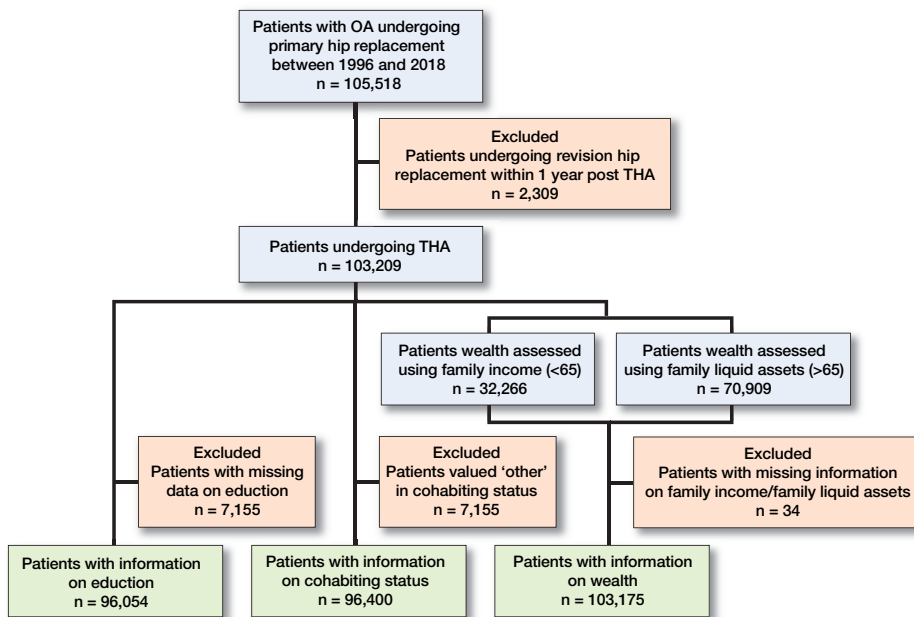 Patients with OA undergoing
primary hip replacement
between 1996 and 2018
n = 105,518
Excluded
Patients undergoing revision hip
replacement within 1 year post THA
n = 2,309
Patients undergoing THA
n = 103,209
Patients wealth assessed
using family income (<65)
n = 32,266
Patients wealth assessed
using family liquid assets (>65)
n = 70,909
Excluded
Patients with missing
data on eduction
n = 7,155
Excluded
Patients valued ‘other’
in cohabiting status
n = 7,155
Excluded
Patients with missing information
on family income/family liquid assets
n = 34
Patients with information
on eduction
n = 96,054
Patients with information
on cohabiting status
n = 96,400
Patients with information
on wealth
n = 103,175